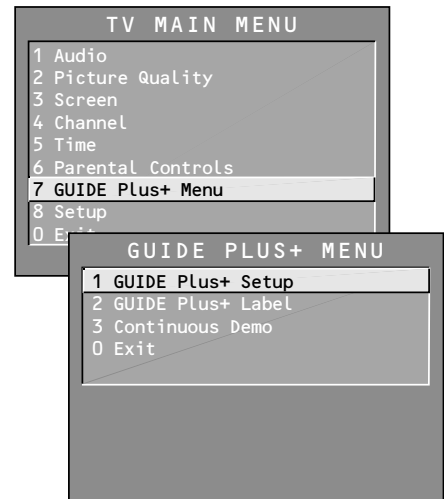 TV MAIN MENU
1 Audio
2 Picture Quality
3 Screen
4 Channel
5 Time
6 Parental Controls
7 GUIDE Plus+ Menu
8 Setup
0
GUIDE PLUS+ MENU
1 GUIDE Plus+ Setup
2 GUIDE Plus+ Label
3 Continuous Demo
0 Exit